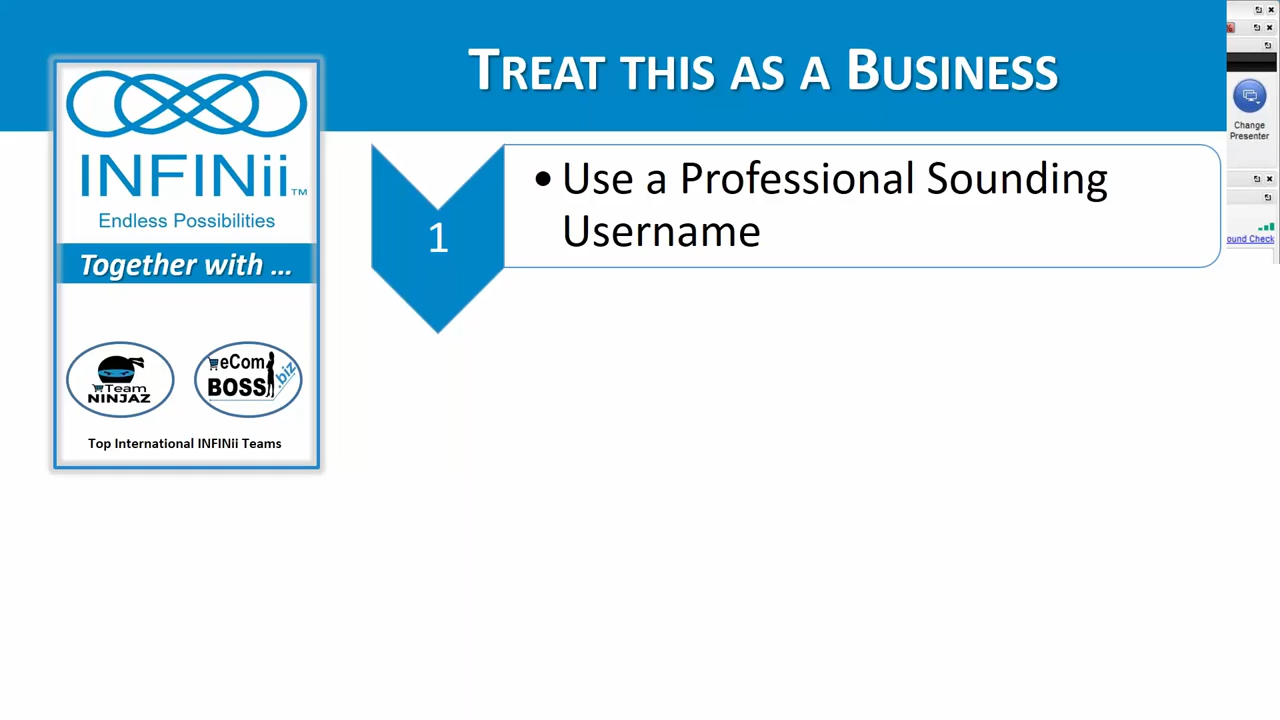 TREAT THIS AS A BUSINESS
INFINii™
Endless Possibilities
Together with ...
Team
NINJAZ
eCom
BOSS
.biz
Top International INFINii Teams
1
• Use a Professional Sounding
Username
Change
Presenter
ound Check